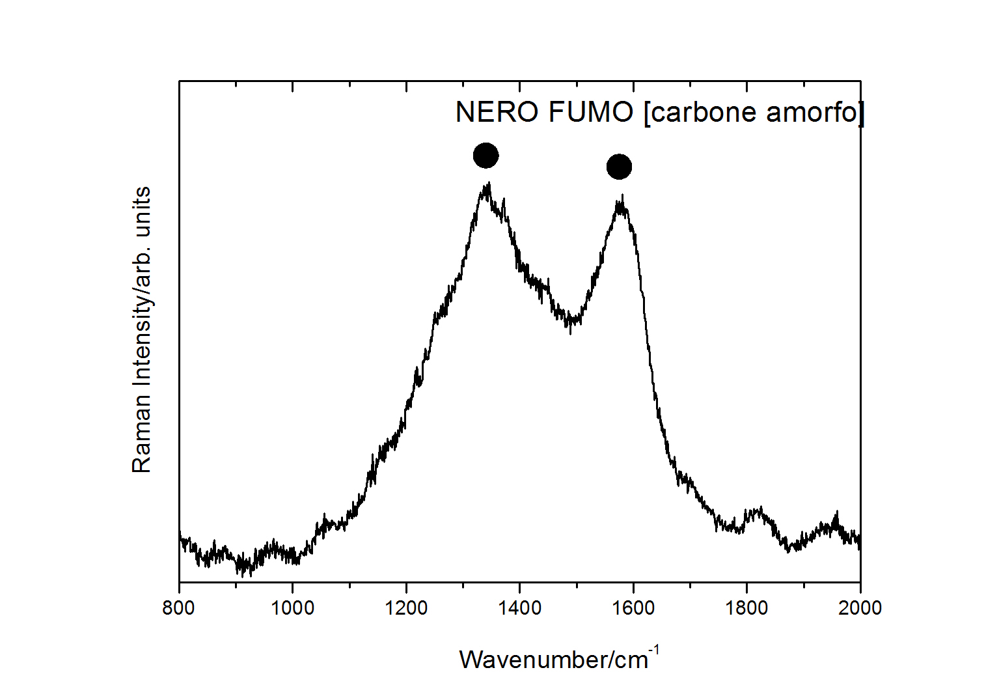 NERO FUMO [carbone amorfo]
Raman Intensity/arb. units
800 1000 1200 1400 1600 1800 2000
Wavenumber/cm-1